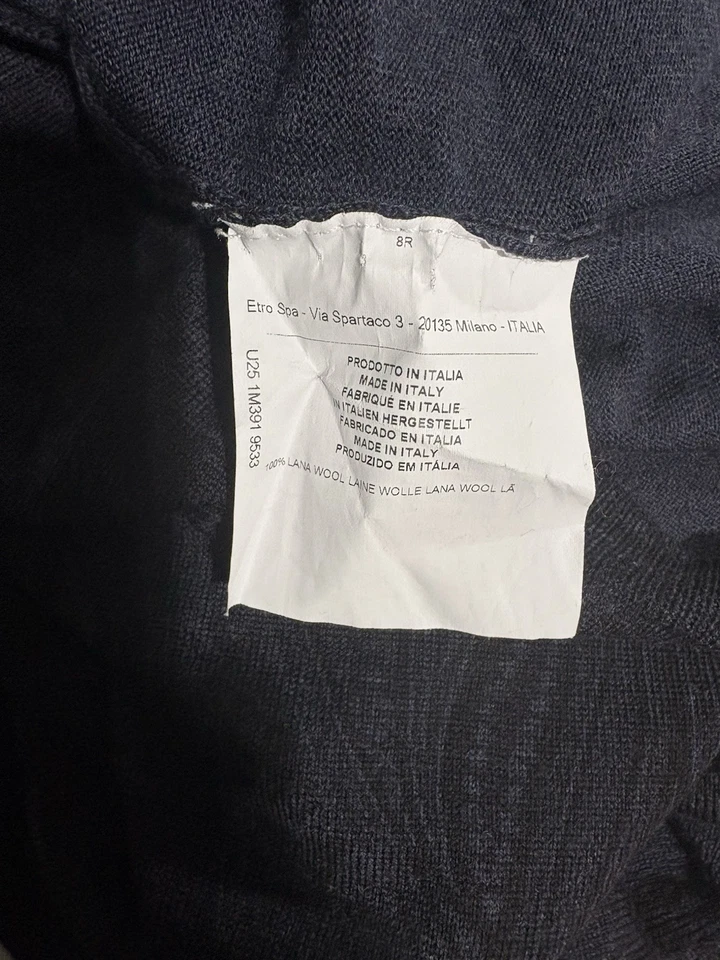 8R
Etro Spa - Via Spartaco 3 - 20135 Milano - ITALIA
PRODOTTO IN ITALIA
MADE IN ITALY
FABRIQUÉ EN ITALIE
IN ITALIEN HERGESTELLT
FABRICADO EN ITALIA
MADE IN ITALY
PRODUZIDO EM ITÁLIA
100% LANA WOOL LAINE WOLLE LANA WOOL LÃ
U25 1M391 9533